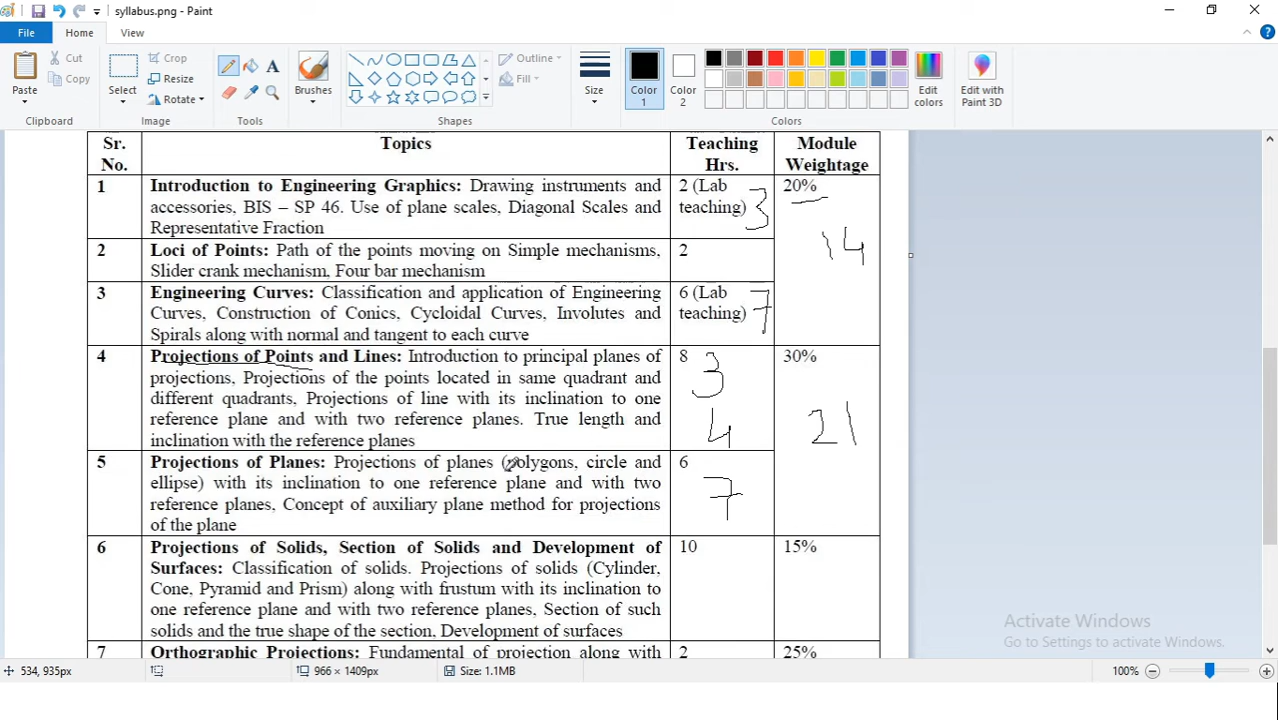 syllabus.png - Paint
File Home View
Cut
Copy
Paste
Clipboard
Crop
Resize
Rotate
Select
Image
A
Tools
Brushes
Outline
Fill
Shapes
Size
Color 1
Color 2
Edit colors
Colors
Edit with Paint 3D
Sr. No. Topics Teaching Hrs. Module Weightage
1 Introduction to Engineering Graphics: Drawing instruments and 2 (Lab 20%
accessories, BIS – SP 46. Use of plane scales, Diagonal Scales and teaching) 3
Representative Fraction
14
2 Loci of Points: Path of the points moving on Simple mechanisms, 2
Slider crank mechanism, Four bar mechanism
3 Engineering Curves: Classification and application of Engineering 6 (Lab 7
Curves, Construction of Conics, Cycloidal Curves, Involutes and teaching)
Spirals along with normal and tangent to each curve
4 Projections of Points and Lines: Introduction to principal planes of 8 3 30%
projections, Projections of the points located in same quadrant and
different quadrants, Projections of line with its inclination to one
reference plane and with two reference planes. True length and 4 21
inclination with the reference planes
5 Projections of Planes: Projections of planes (polygons, circle and 6
ellipse) with its inclination to one reference plane and with two 7
reference planes, Concept of auxiliary plane method for projections
of the plane
6 Projections of Solids, Section of Solids and Development of 10 15%
Surfaces: Classification of solids. Projections of solids (Cylinder,
Cone, Pyramid and Prism) along with frustum with its inclination to
one reference plane and with two reference planes, Section of such
solids and the true shape of the section, Development of surfaces
7 Orthographic Projections: Fundamental of projection along with 2 25%
Activate Windows
Go to Settings to activate Windows.
534, 935px 966 × 1409px Size: 1.1MB 100%